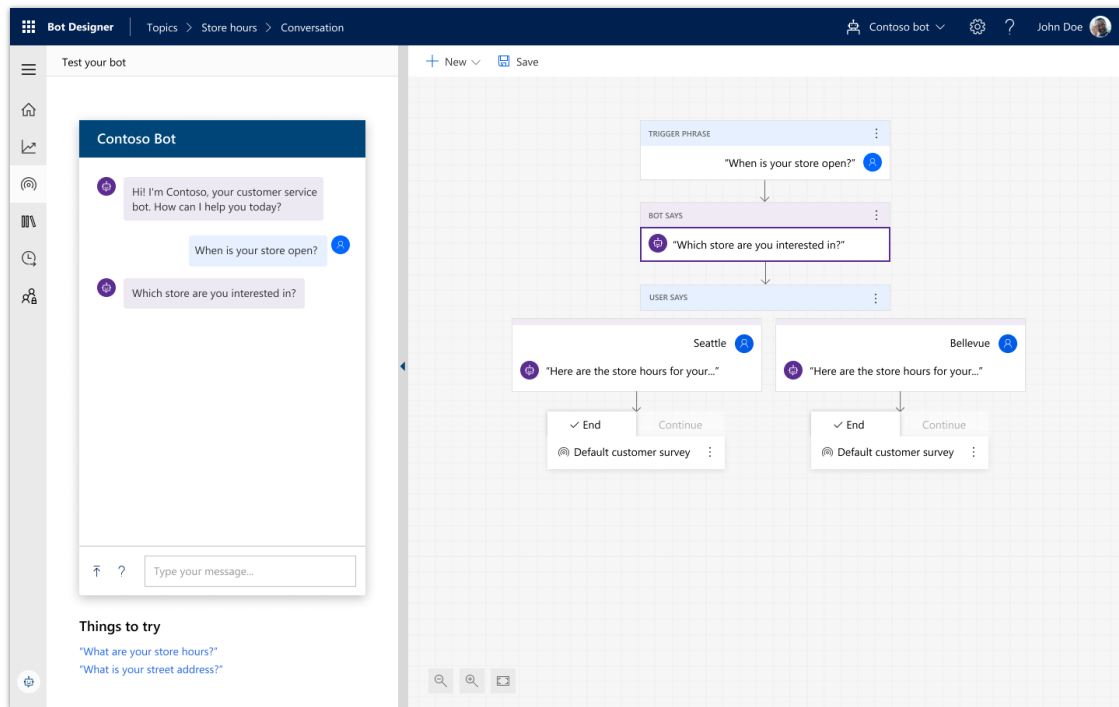 Bot Designer Topics > Store hours > Conversation Contoso bot ? John Doe
Test your bot
+ New Save
Contoso Bot
Hi! I'm Contoso, your customer service
bot. How can I help you today?
When is your store open?
Which store are you interested in?
? Type your message...
Things to try
"What are your store hours?"
"What is your street address?"
TRIGGER PHRASE
"When is your store open?"
BOT SAYS
"Which store are you interested in?"
USER SAYS
Seattle
"Here are the store hours for your..."
End Continue
Default customer survey
Bellevue
"Here are the store hours for your..."
End Continue
Default customer survey